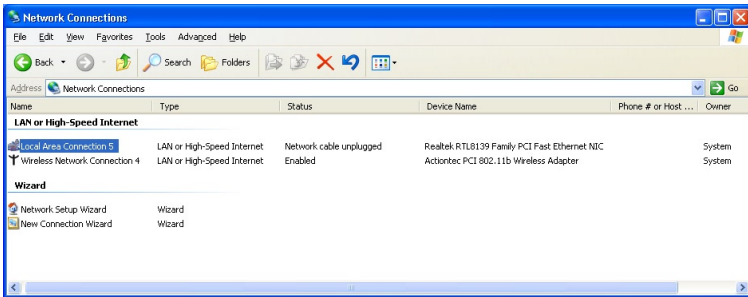 Network Connections
File Edit View Favorites Tools Advanced Help
Back Search Folders
Address Network Connections Go
Name Type Status Device Name Phone # or Host ... Owner
LAN or High-Speed Internet
Local Area Connection 5 LAN or High-Speed Internet Network cable unplugged Realtek RTL8139 Family PCI Fast Ethernet NIC System
Wireless Network Connection 4 LAN or High-Speed Internet Enabled Actiontec PCI 802.11b Wireless Adapter System
Wizard
Network Setup Wizard Wizard
New Connection Wizard Wizard